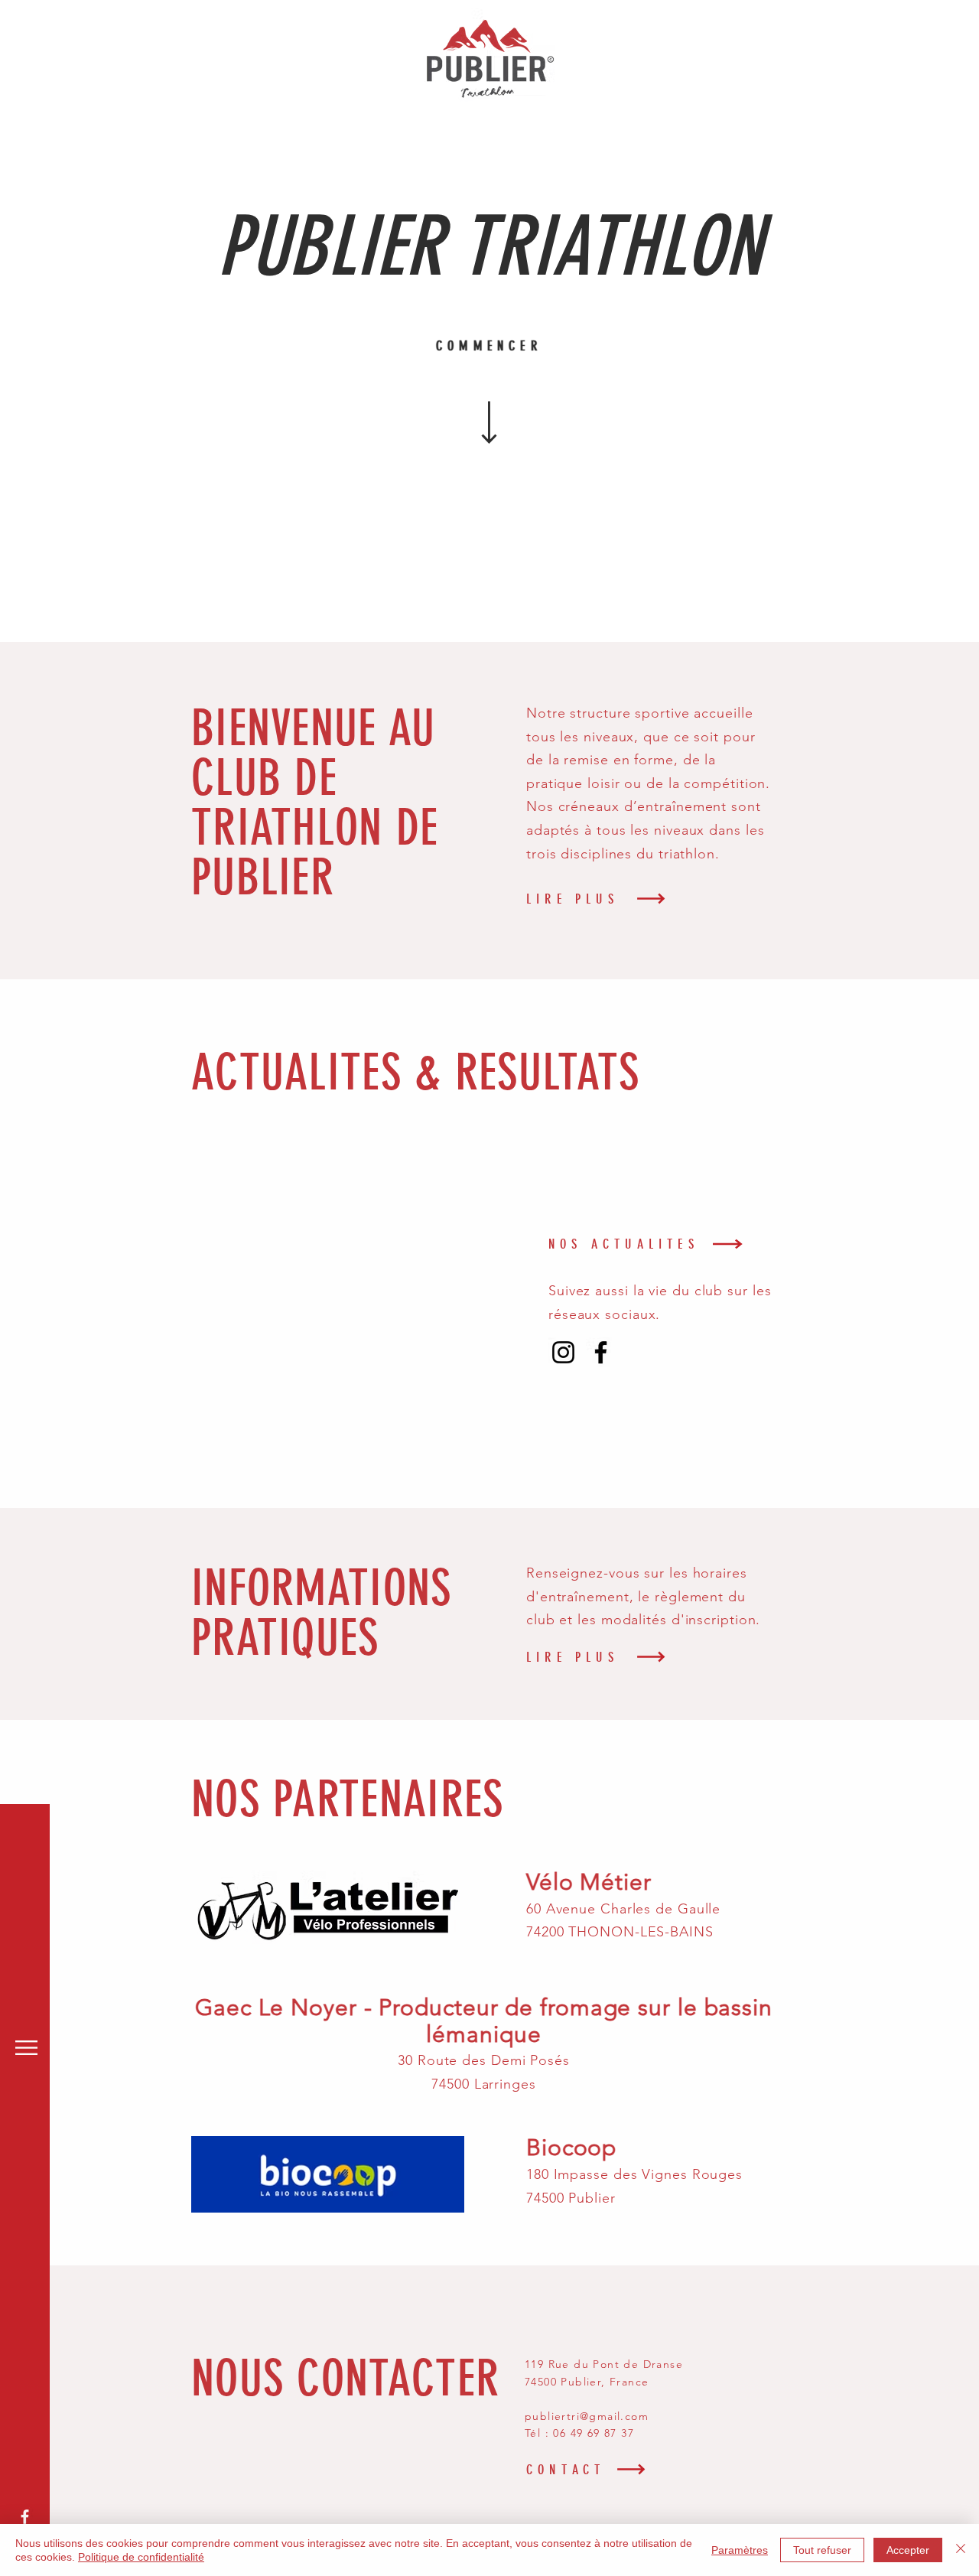 PUBLIER®
Triathlon
PUBLIER TRIATHLON
COMMENCER
BIENVENUE AU
CLUB DE
TRIATHLON DE
PUBLIER
Notre structure sportive accueille
tous les niveaux, que ce soit pour
de la remise en forme, de la
pratique loisir ou de la compétition.
Nos créneaux d’entraînement sont
adaptés à tous les niveaux dans les
trois disciplines du triathlon.
LIRE PLUS
ACTUALITES & RESULTATS
NOS ACTUALITES
Suivez aussi la vie du club sur les
réseaux sociaux.
INFORMATIONS
PRATIQUES
Renseignez-vous sur les horaires
d'entraînement, le règlement du
club et les modalités d'inscription.
LIRE PLUS
NOS PARTENAIRES
VM L’atelier
Vélo Professionnels
Vélo Métier
60 Avenue Charles de Gaulle
74200 THONON-LES-BAINS
Gaec Le Noyer - Producteur de fromage sur le bassin
lémanique
30 Route des Demi Posés
74500 Larringes
biocoop
LA BIO NOUS RASSEMBLE
Biocoop
180 Impasse des Vignes Rouges
74500 Publier
NOUS CONTACTER
119 Rue du Pont de Dranse
74500 Publier, France
publiertri@gmail.com
Tél : 06 49 69 87 37
CONTACT
Nous utilisons des cookies pour comprendre comment vous interagissez avec notre site. En acceptant, vous consentez à notre utilisation de
ces cookies. Politique de confidentialité
Paramètres
Tout refuser
Accepter